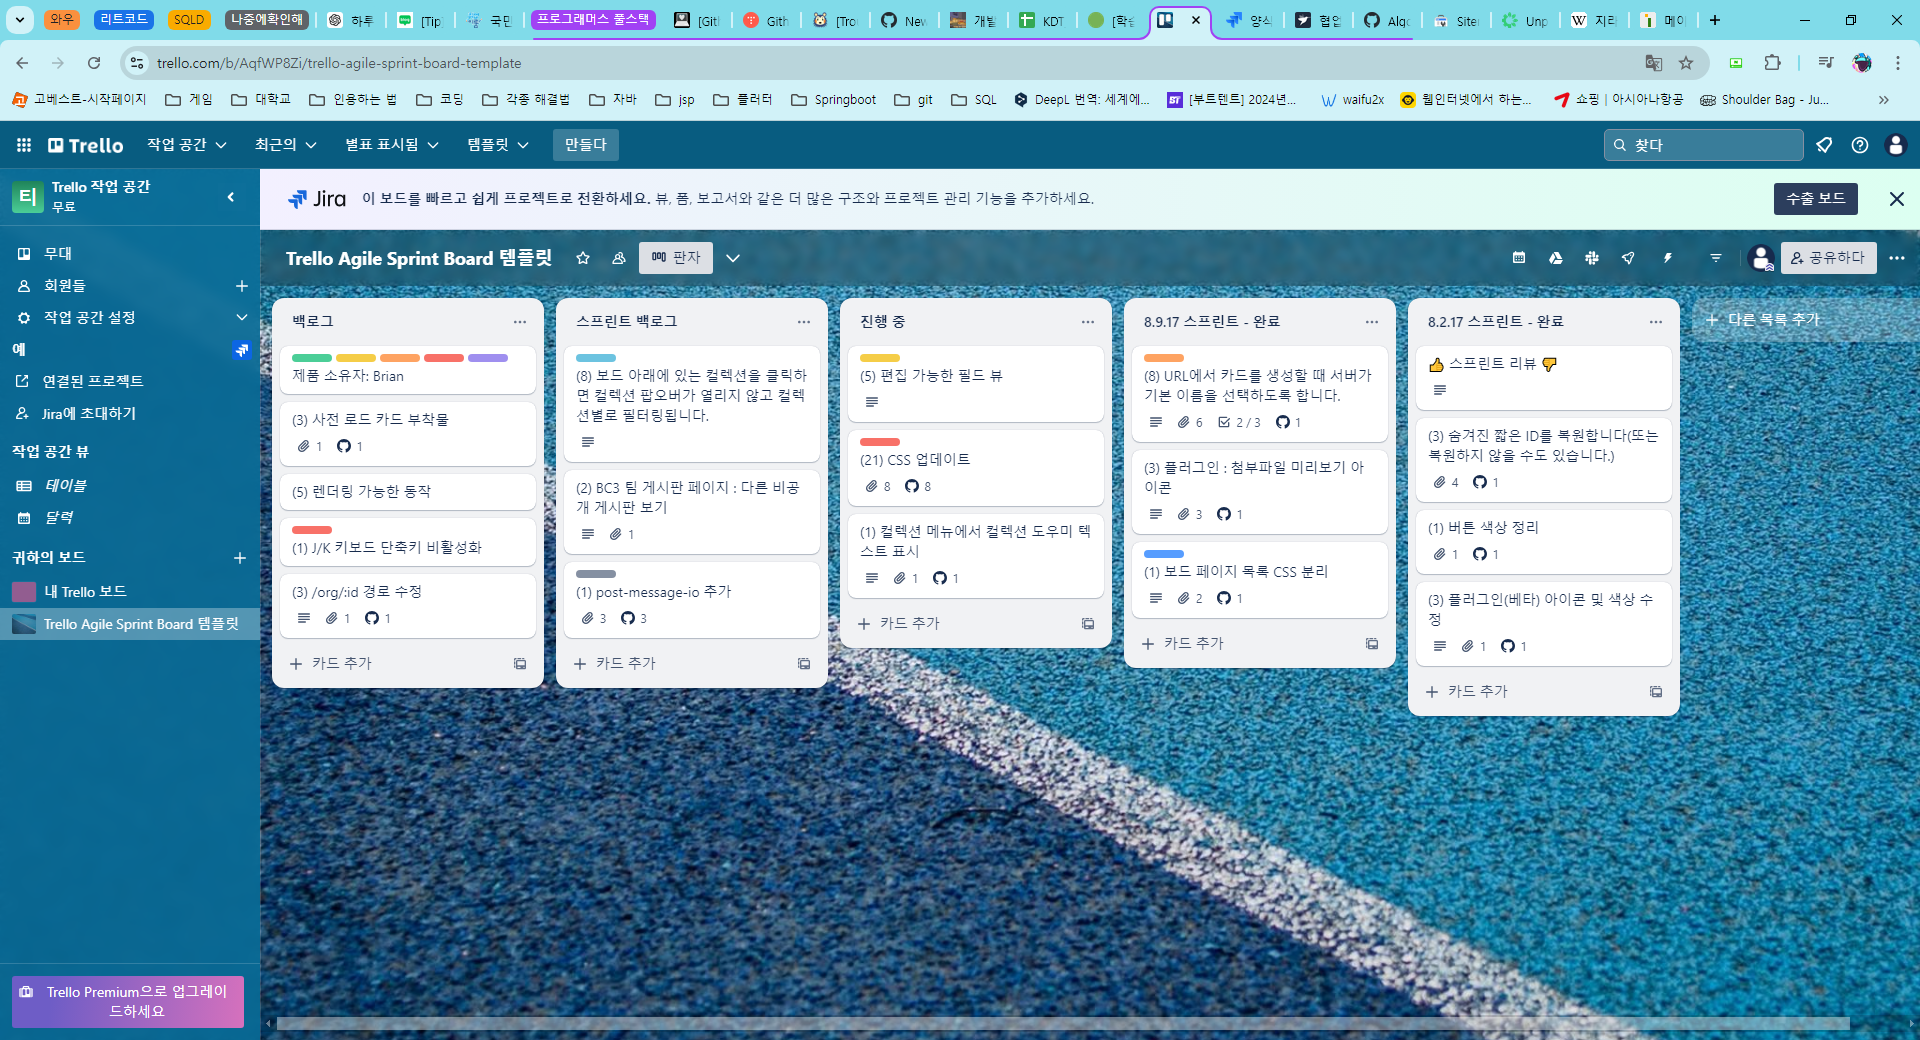 와우
리트코드
SQLD
나중에확인해
하루
[Tip
국민
프로그래머스 풀스택
[Git
Gith
[Tro
New
개발
KDT
[학습
양식
협업
Algo
Site
Unp
지리
메이
trello.com/b/AqfWP8Zi/trello-agile-sprint-board-template
고베스트-시작페이지
게임
대학교
인용하는 법
코딩
각종 해결법
자바
jsp
플러터
Springboot
git
SQL
DeepL 번역: 세계에...
[부트텐트] 2024년...
waifu2x
웹인터넷에서 하는...
쇼핑 | 아시아나항공
Shoulder Bag - Ju...
Trello
작업 공간
최근의
별표 표시됨
템플릿
만들다
찾다
티
Trello 작업 공간
무료
무대
회원들
작업 공간 설정
예
연결된 프로젝트
Jira에 초대하기
작업 공간 뷰
테이블
달력
귀하의 보드
내 Trello 보드
Trello Agile Sprint Board 템플릿
Trello Premium으로 업그레이
드하세요
Jira
이 보드를 빠르고 쉽게 프로젝트로 전환하세요. 뷰, 폼, 보고서와 같은 더 많은 구조와 프로젝트 관리 기능을 추가하세요.
수출 보드
Trello Agile Sprint Board 템플릿
판자
공유하다
백로그
제품 소유자: Brian
(3) 사전 로드 카드 부착물
1 1
(5) 렌더링 가능한 동작
(1) J/K 키보드 단축키 비활성화
(3) /org/:id 경로 수정
1 1
카드 추가
스프린트 백로그
(8) 보드 아래에 있는 컬렉션을 클릭하
면 컬렉션 팝오버가 열리지 않고 컬렉
션별로 필터링됩니다.
(2) BC3 팀 게시판 페이지 : 다른 비공
개 게시판 보기
1
(1) post-message-io 추가
3 3
카드 추가
진행 중
(5) 편집 가능한 필드 뷰
(21) CSS 업데이트
8 8
(1) 컬렉션 메뉴에서 컬렉션 도우미 텍
스트 표시
1 1
카드 추가
8.9.17 스프린트 - 완료
(8) URL에서 카드를 생성할 때 서버가
기본 이름을 선택하도록 합니다.
6 2 / 3 1
(3) 플러그인 : 첨부파일 미리보기 아
이콘
3 1
(1) 보드 페이지 목록 CSS 분리
2 1
카드 추가
8.2.17 스프린트 - 완료
👍 스프린트 리뷰 👎
(3) 숨겨진 짧은 ID를 복원합니다(또는
복원하지 않을 수도 있습니다.)
4 1
(1) 버튼 색상 정리
1 1
(3) 플러그인(베타) 아이콘 및 색상 수
정
1 1
카드 추가
다른 목록 추가